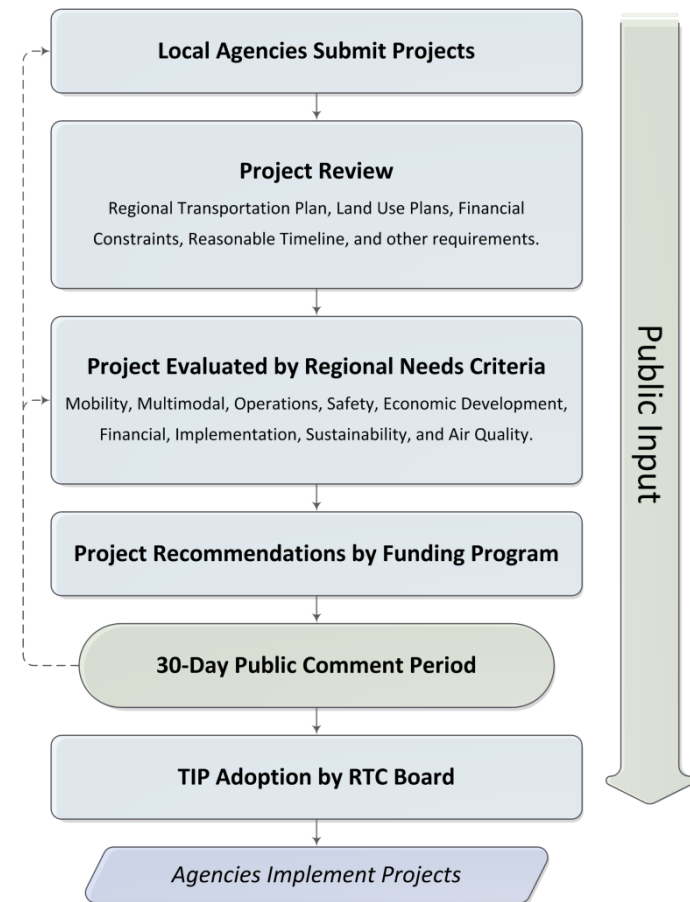 Local Agencies Submit Projects
Project Review
Regional Transportation Plan, Land Use Plans, Financial
Constraints, Reasonable Timeline, and other requirements.
Project Evaluated by Regional Needs Criteria
Mobility, Multimodal, Operations, Safety, Economic Development,
Financial, Implementation, Sustainability, and Air Quality.
Project Recommendations by Funding Program
30-Day Public Comment Period
TIP Adoption by RTC Board
Agencies Implement Projects
Public Input